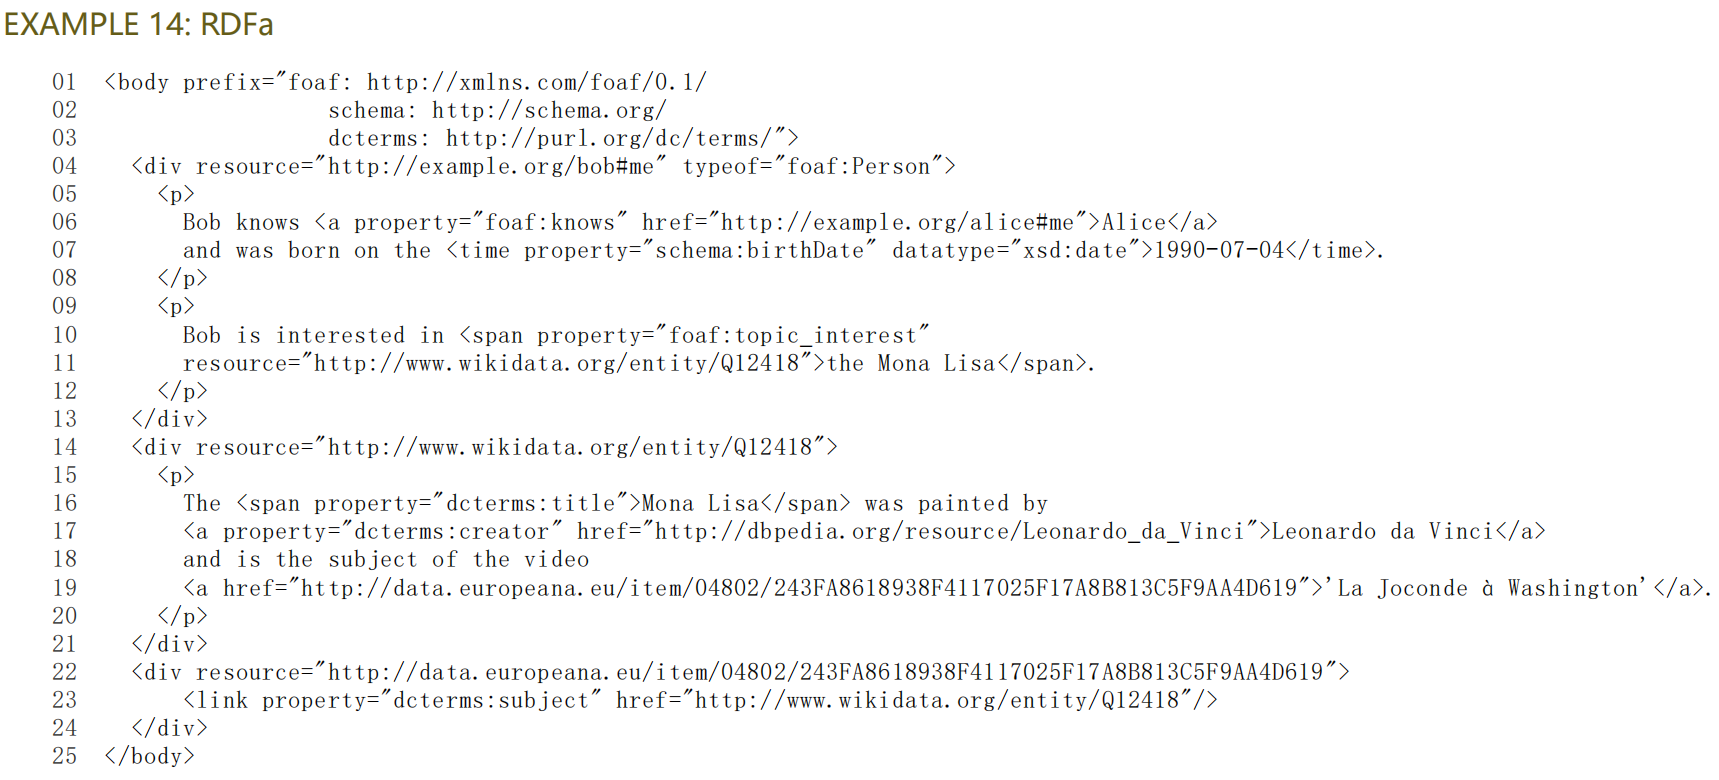 EXAMPLE 14: RDFa
01 <body prefix="foaf: http://xmlns.com/foaf/0.1/
02 schema: http://schema.org/
03 dcterms: http://purl.org/dc/terms/">
04 <div resource="http://example.org/bob#me" typeof="foaf:Person">
05 <p>
06 Bob knows <a property="foaf:knows" href="http://example.org/alice#me">Alice</a>
07 and was born on the <time property="schema:birthDate" datatype="xsd:date">1990-07-04</time>.
08 </p>
09 <p>
10 Bob is interested in <span property="foaf:topic_interest"
11 resource="http://www.wikidata.org/entity/Q12418">the Mona Lisa</span>.
12 </p>
13 </div>
14 <div resource="http://www.wikidata.org/entity/Q12418">
15 <p>
16 The <span property="dcterms:title">Mona Lisa</span> was painted by
17 <a property="dcterms:creator" href="http://dbpedia.org/resource/Leonardo_da_Vinci">Leonardo da Vinci</a>
18 and is the subject of the video
19 <a href="http://data.europeana.eu/item/04802/243FA8618938F4117025F17A8B813C5F9AA4D619">'La Joconde à Washington'</a>.
20 </p>
21 </div>
22 <div resource="http://data.europeana.eu/item/04802/243FA8618938F4117025F17A8B813C5F9AA4D619">
23 <link property="dcterms:subject" href="http://www.wikidata.org/entity/Q12418"/>
24 </div>
25 </body>